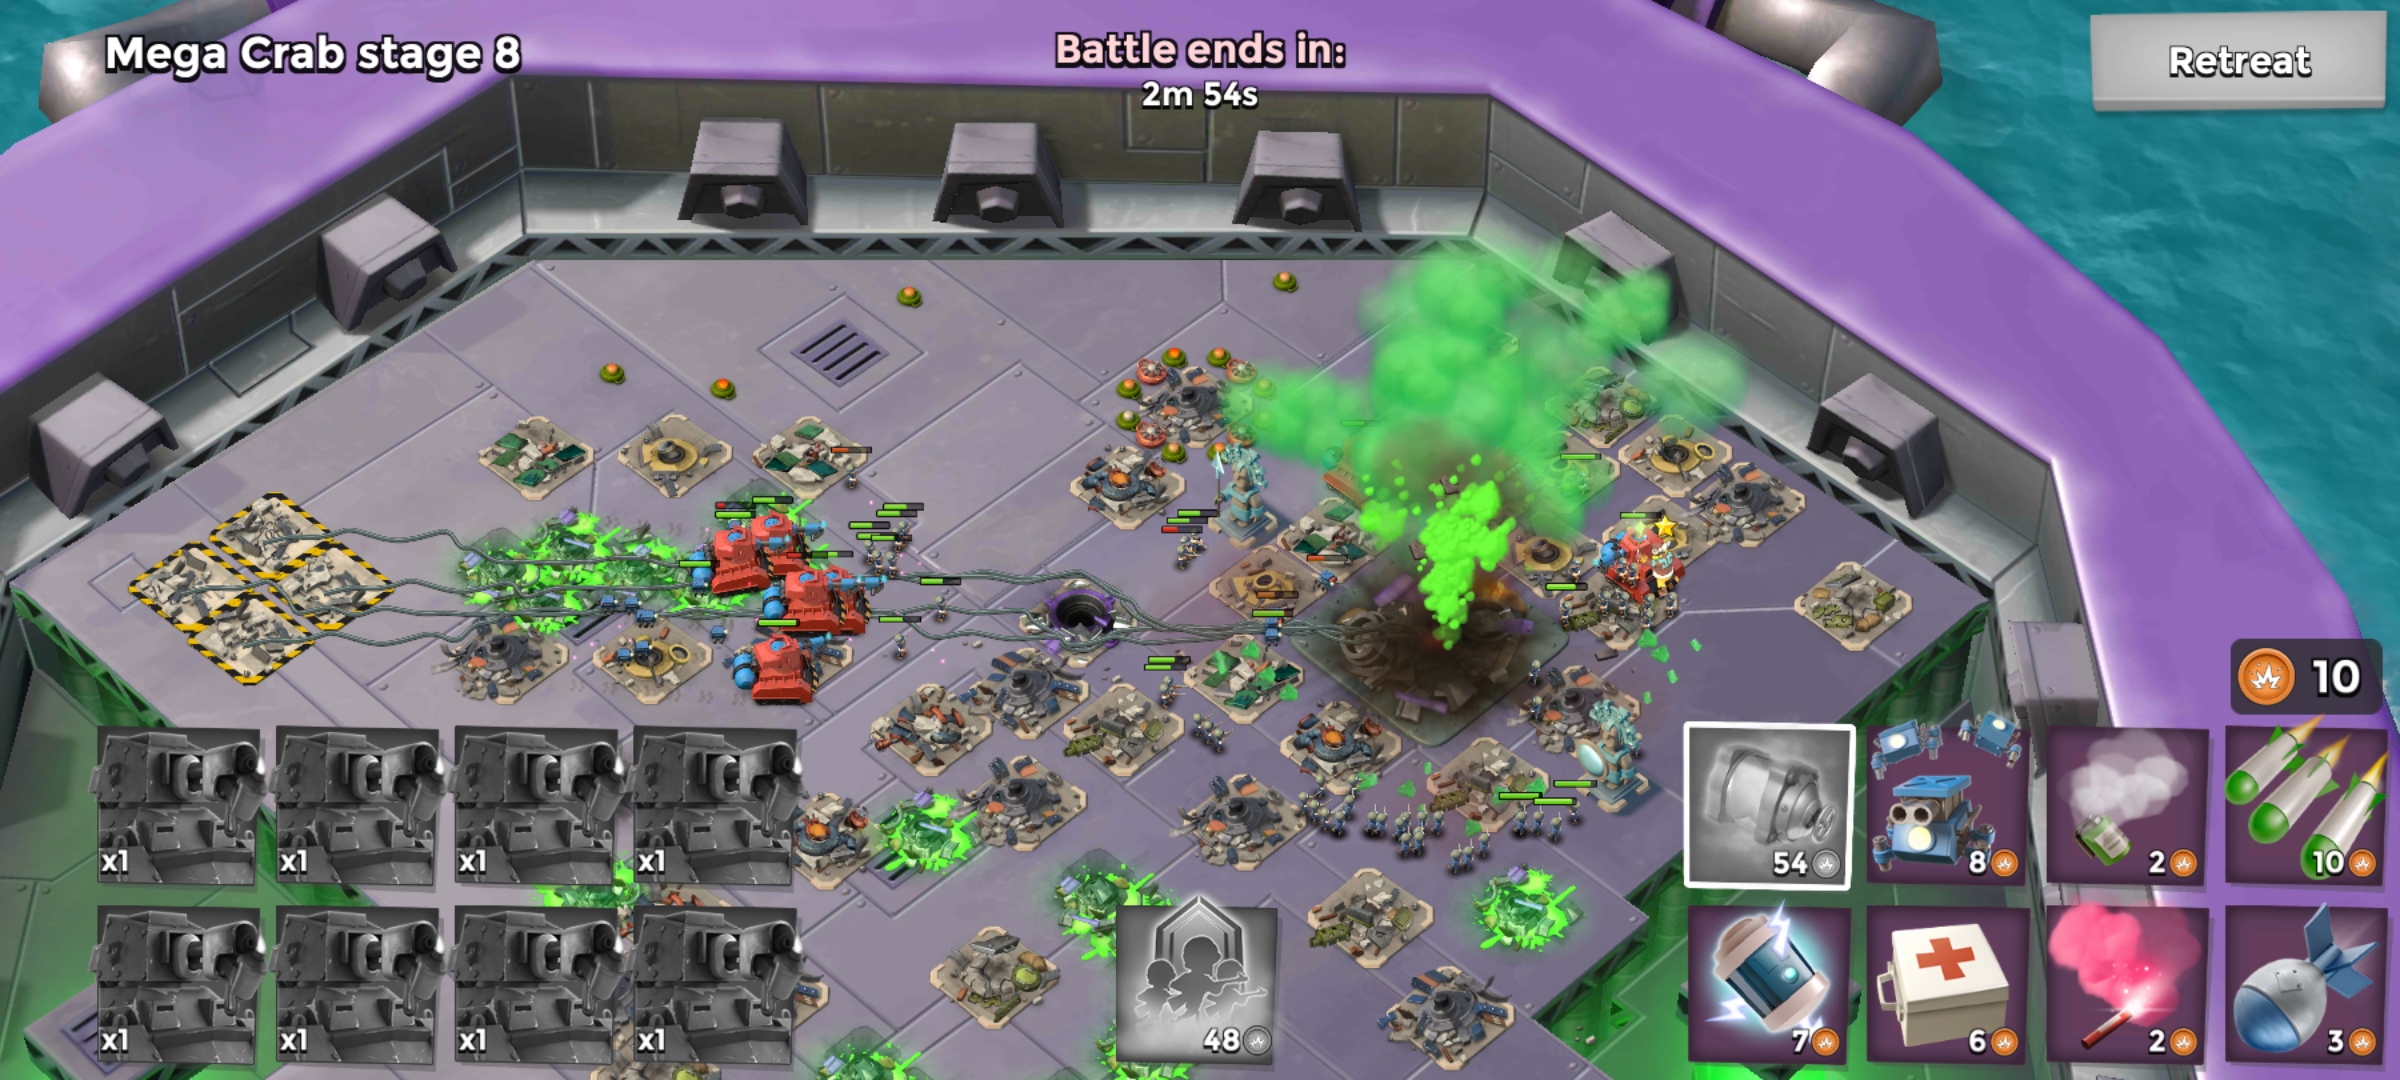 Mega Crab stage 8
Battle ends in:
2m 54s
Retreat
10
x1
x1
x1
x1
54
8
2
10
x1
x1
x1
x1
48
7
6
2
3